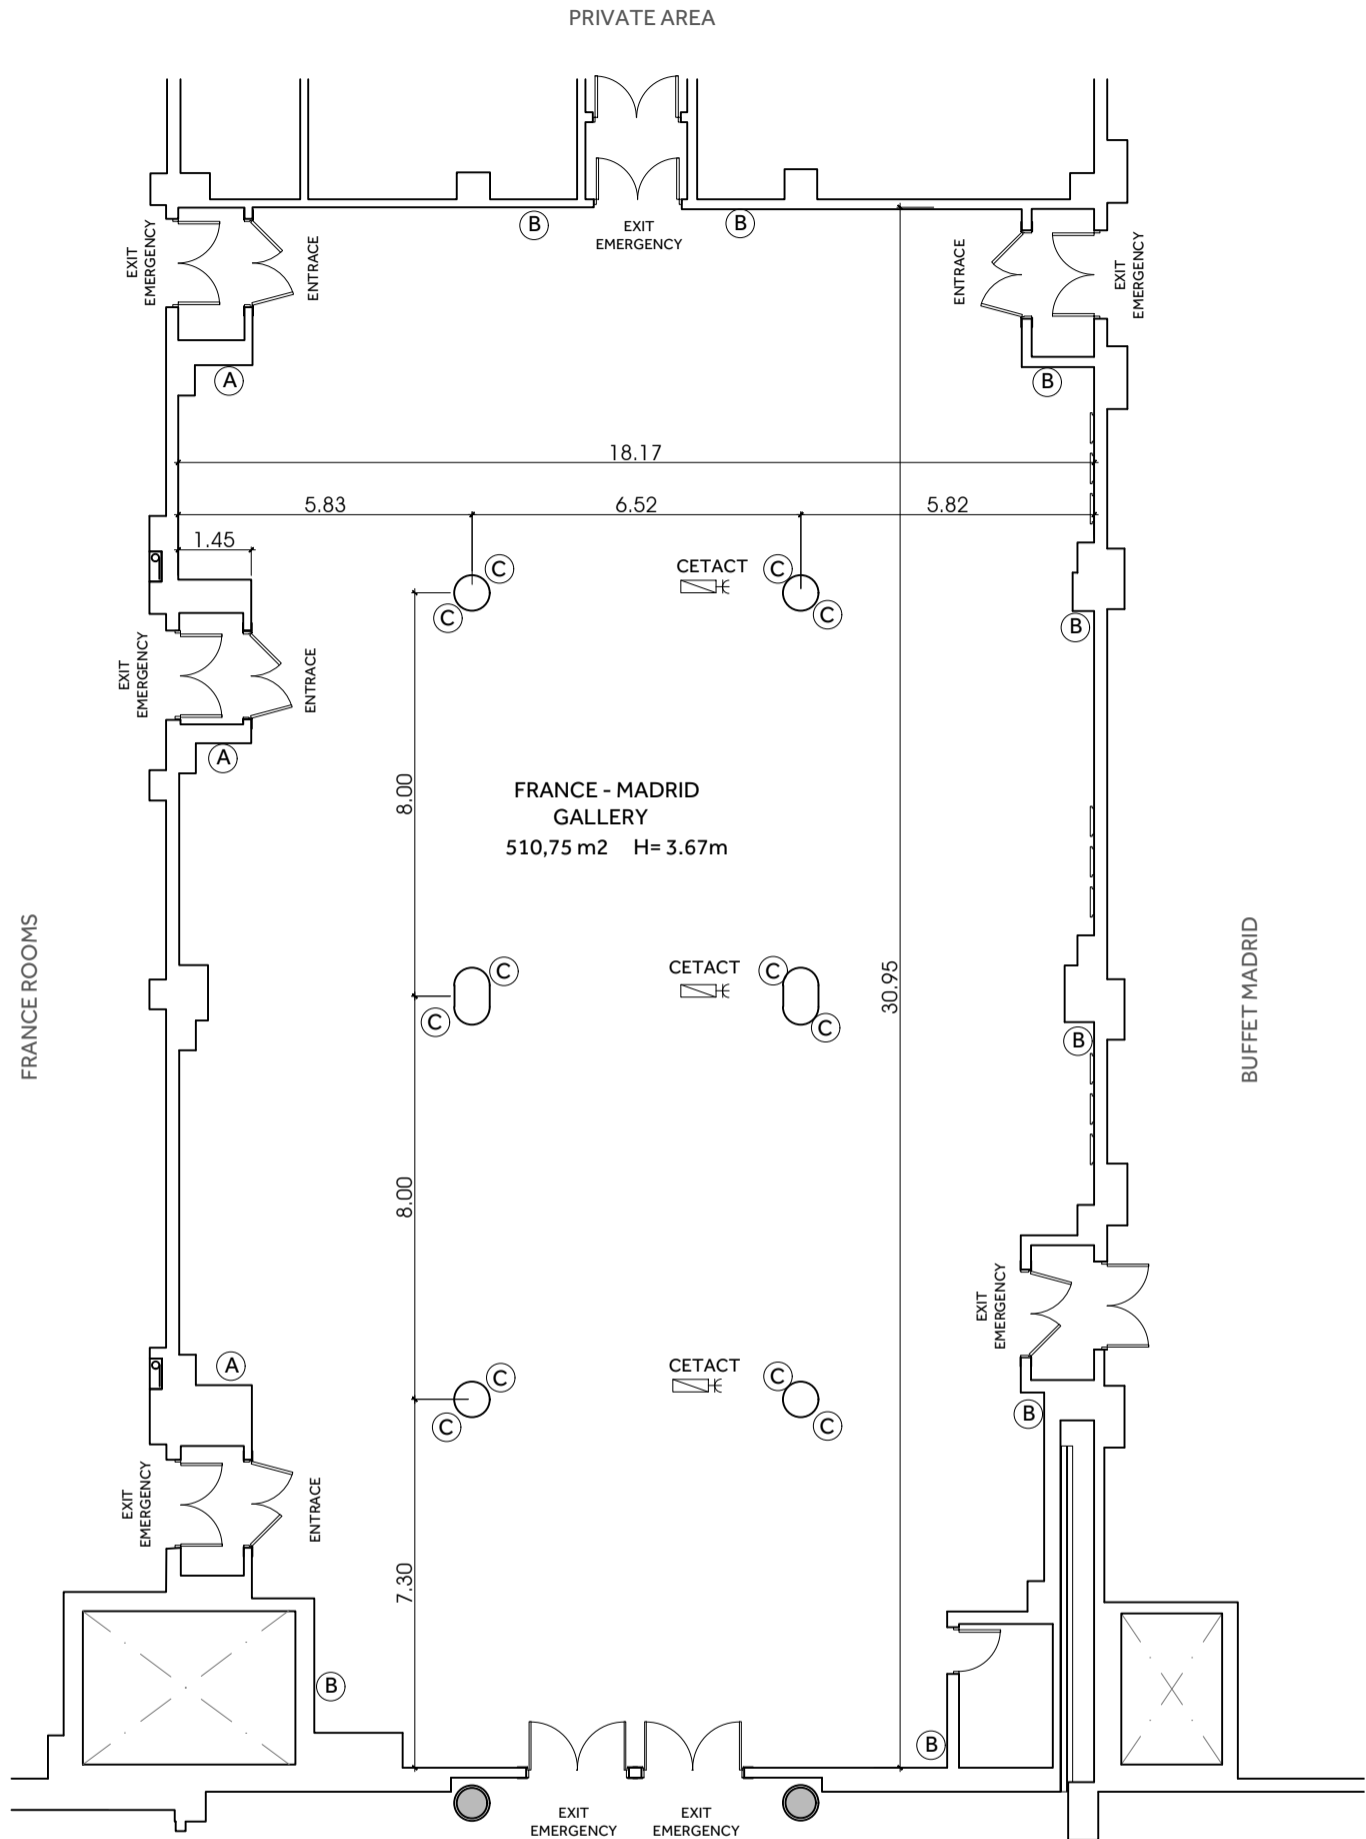 PRIVATE AREA
B
B
EXIT
EMERGENCY
EXIT
EMERGENCY
ENTRACE
ENTRACE
EXIT
EMERGENCY
A
B
18.17
5.83
6.52
5.82
1.45
C
CETACT
C
C
C
B
EXIT
EMERGENCY
ENTRACE
A
8.00
FRANCE - MADRID
GALLERY
510,75 m2 H= 3.67m
FRANCE ROOMS
BUFFET MADRID
C
CETACT
C
30.95
C
C
B
8.00
EXIT
EMERGENCY
A
C
CETACT
C
C
C
B
EXIT
EMERGENCY
ENTRACE
7.30
B
B
EXIT
EMERGENCY
EXIT
EMERGENCY